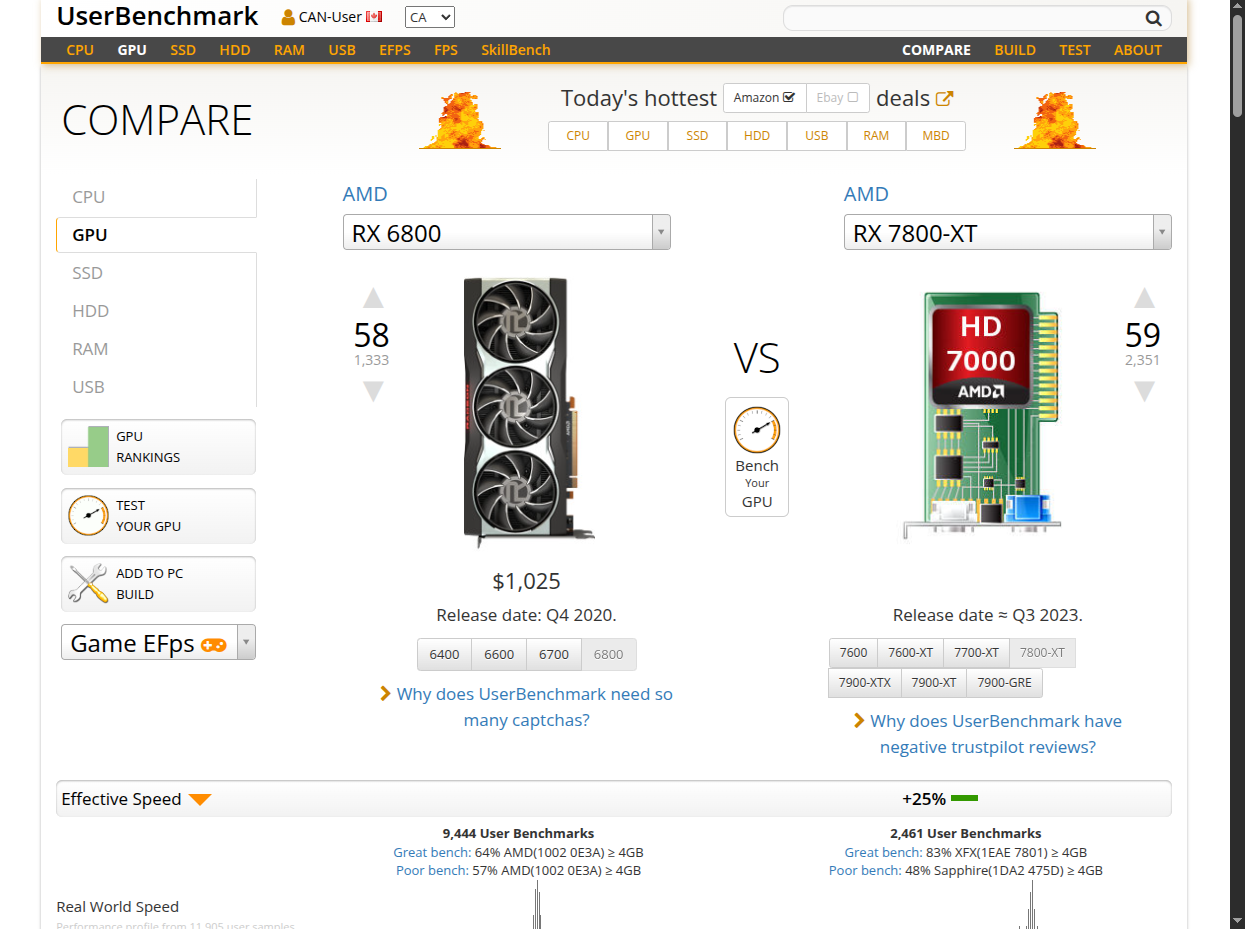 UserBenchmark
CAN-User
CA
CPU GPU SSD HDD RAM USB EFPS FPS SkillBench COMPARE BUILD TEST ABOUT
COMPARE
Today's hottest Amazon Ebay deals
CPU GPU SSD HDD USB RAM MBD
CPU
GPU
SSD
HDD
RAM
USB
GPU
RANKINGS
TEST
YOUR GPU
ADD TO PC
BUILD
Game EFps
AMD
RX 6800
58
1,333
$1,025
Release date: Q4 2020.
6400 6600 6700 6800
Why does UserBenchmark need so
many captchas?
VS
Bench
Your
GPU
AMD
RX 7800-XT
HD
7000
AMD
59
2,351
Release date ≈ Q3 2023.
7600 7600-XT 7700-XT 7800-XT
7900-XTX 7900-XT 7900-GRE
Why does UserBenchmark have
negative trustpilot reviews?
Effective Speed +25%
9,444 User Benchmarks
Great bench: 64% AMD(1002 0E3A) ≥ 4GB
Poor bench: 57% AMD(1002 0E3A) ≥ 4GB
2,461 User Benchmarks
Great bench: 83% XFX(1EAE 7801) ≥ 4GB
Poor bench: 48% Sapphire(1DA2 475D) ≥ 4GB
Real World Speed
Performance profile from 11,905 user samples